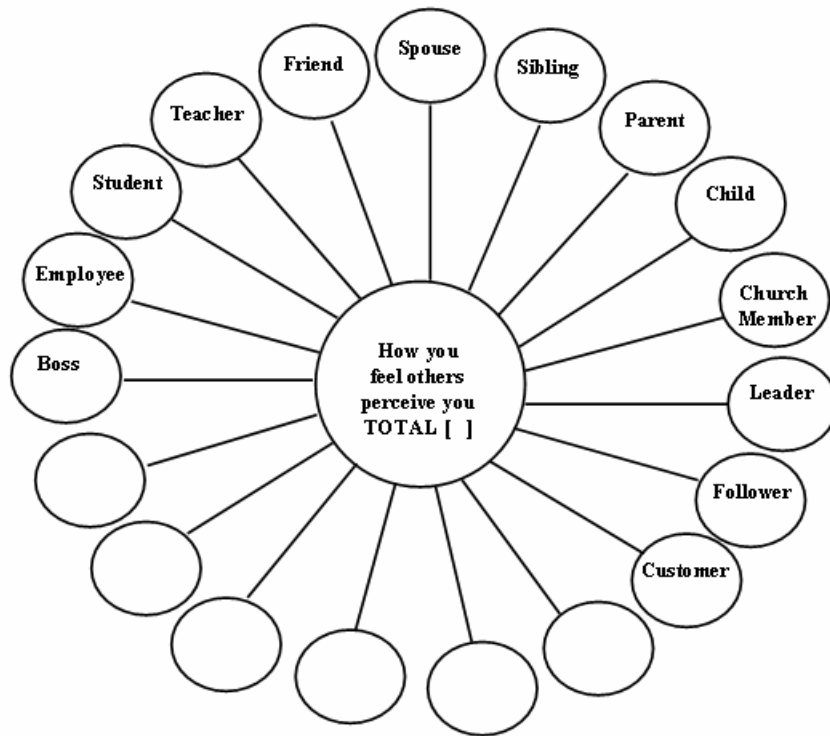 Spouse
Friend
Sibling
Teacher
Parent
Student
Child
Employee
Church
Member
Boss
Leader
How you
feel others
perceive you
TOTAL [ ]
Follower
Customer